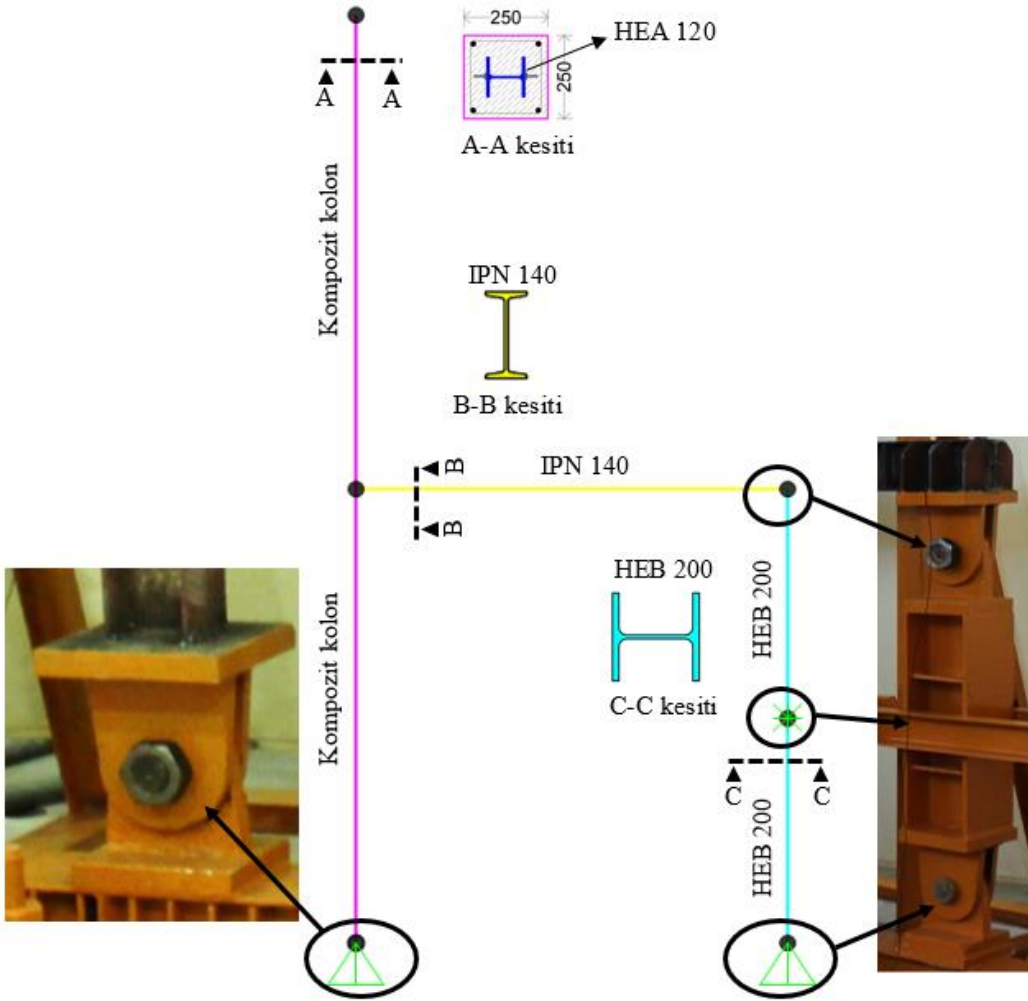 250
HEA 120
250
A A
A-A kesiti
Kompozit kolon
IPN 140
B-B kesiti
B
IPN 140
B
HEB 200
HEB 200
Kompozit kolon
C-C kesiti
C C
HEB 200